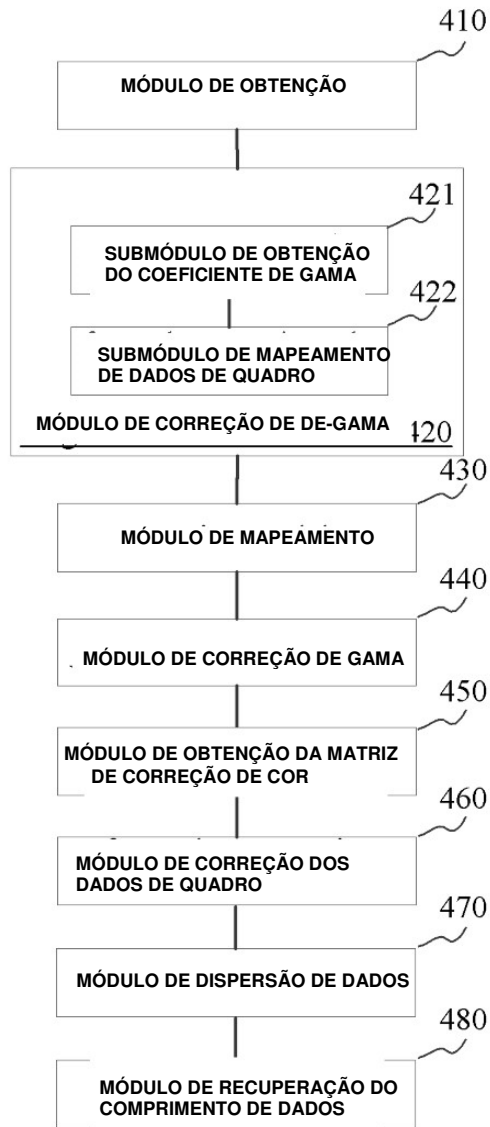 410
MÓDULO DE OBTENÇÃO
421
SUBMÓDULO DE OBTENÇÃO
DO COEFICIENTE DE GAMA
422
SUBMÓDULO DE MAPEAMENTO
DE DADOS DE QUADRO
MÓDULO DE CORREÇÃO DE DE-GAMA
420
430
MÓDULO DE MAPEAMENTO
440
MÓDULO DE CORREÇÃO DE GAMA
450
MÓDULO DE OBTENÇÃO DA MATRIZ
DE CORREÇÃO DE COR
460
MÓDULO DE CORREÇÃO DOS
DADOS DE QUADRO
470
MÓDULO DE DISPERSÃO DE DADOS
480
MÓDULO DE RECUPERAÇÃO DO
COMPRIMENTO DE DADOS